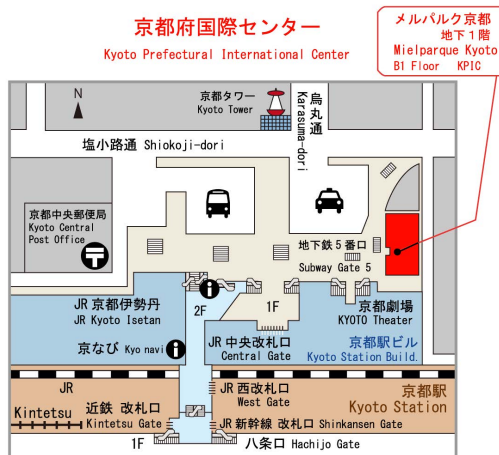 京都府国際センター
Kyoto Prefectural International Center
メルパルク京都
地下1階
Mielparque Kyoto
B1 Floor KPIC
N
京都タワー
Kyoto Tower
烏丸通
Karasuma-dori
塩小路通 Shiokoji-dori
京都中央郵便局
Kyoto Central
Post Office
地下鉄5番口
Subway Gate 5
JR 京都伊勢丹
JR Kyoto Isetan
2F
1F
京都劇場
KYOTO Theater
京なび Kyo navi
JR 中央改札口
Central Gate
京都駅ビル
Kyoto Station Build.
JR
JR 西改札口
West Gate
京都駅
Kyoto Station
Kintetsu
近鉄 改札口
Kintetsu Gate
JR 新幹線 改札口
Shinkansen Gate
1F
八条口 Hachijo Gate